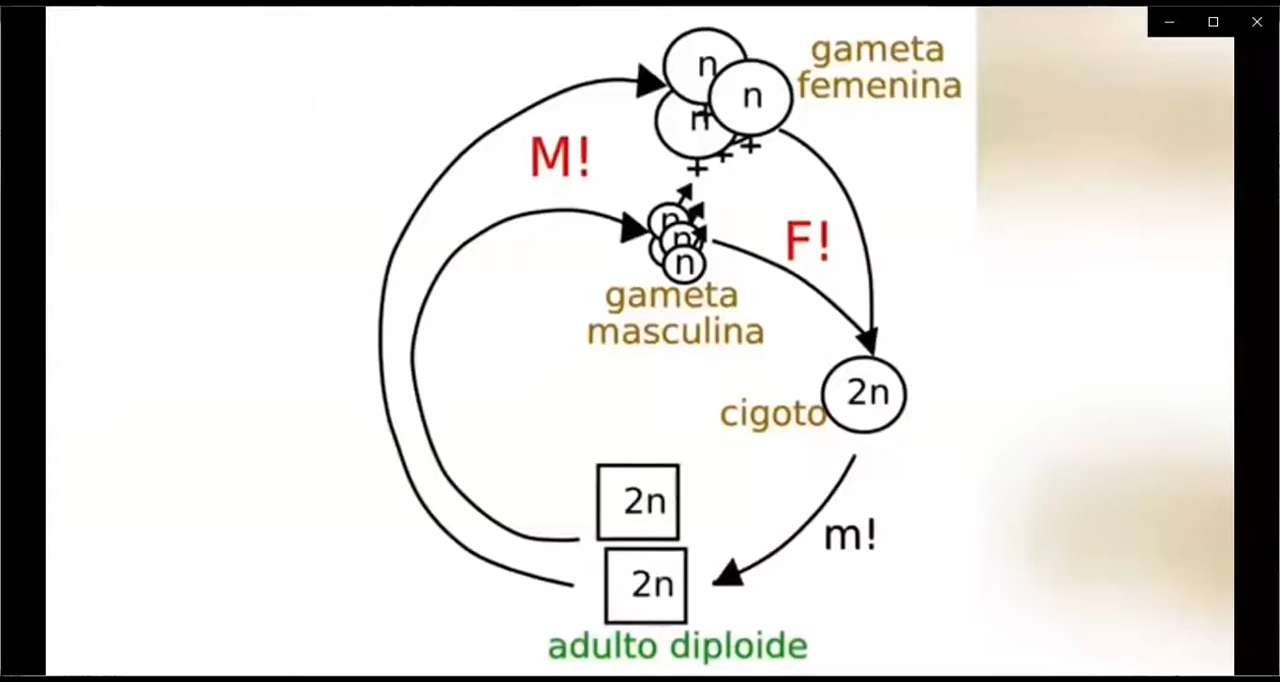 n
gameta
femenina
n
n
M!
n
n
n
F!
gameta
masculina
2n
cigoto
2n
m!
2n
adulto diploide